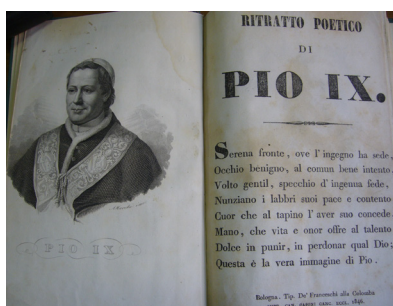 PIO IX
RITRATTO POETICO
DI
PIO IX.
Serena fronte, ove l' ingegno ha sede,
Occhio benigno, al comun bene intento,
Volto gentil, specchio d' ingenua fede,
Nunziano i labbri suoi pace e contento,
Cuor che al tapino l' aver suo concede,
Mano, che vita e onor offre al talento
Dolce in punir, in perdonar qual Dio;
Questa è la vera immagine di Pio.
Bologna. Tip. De' Franceschi alla Colomba
1846.